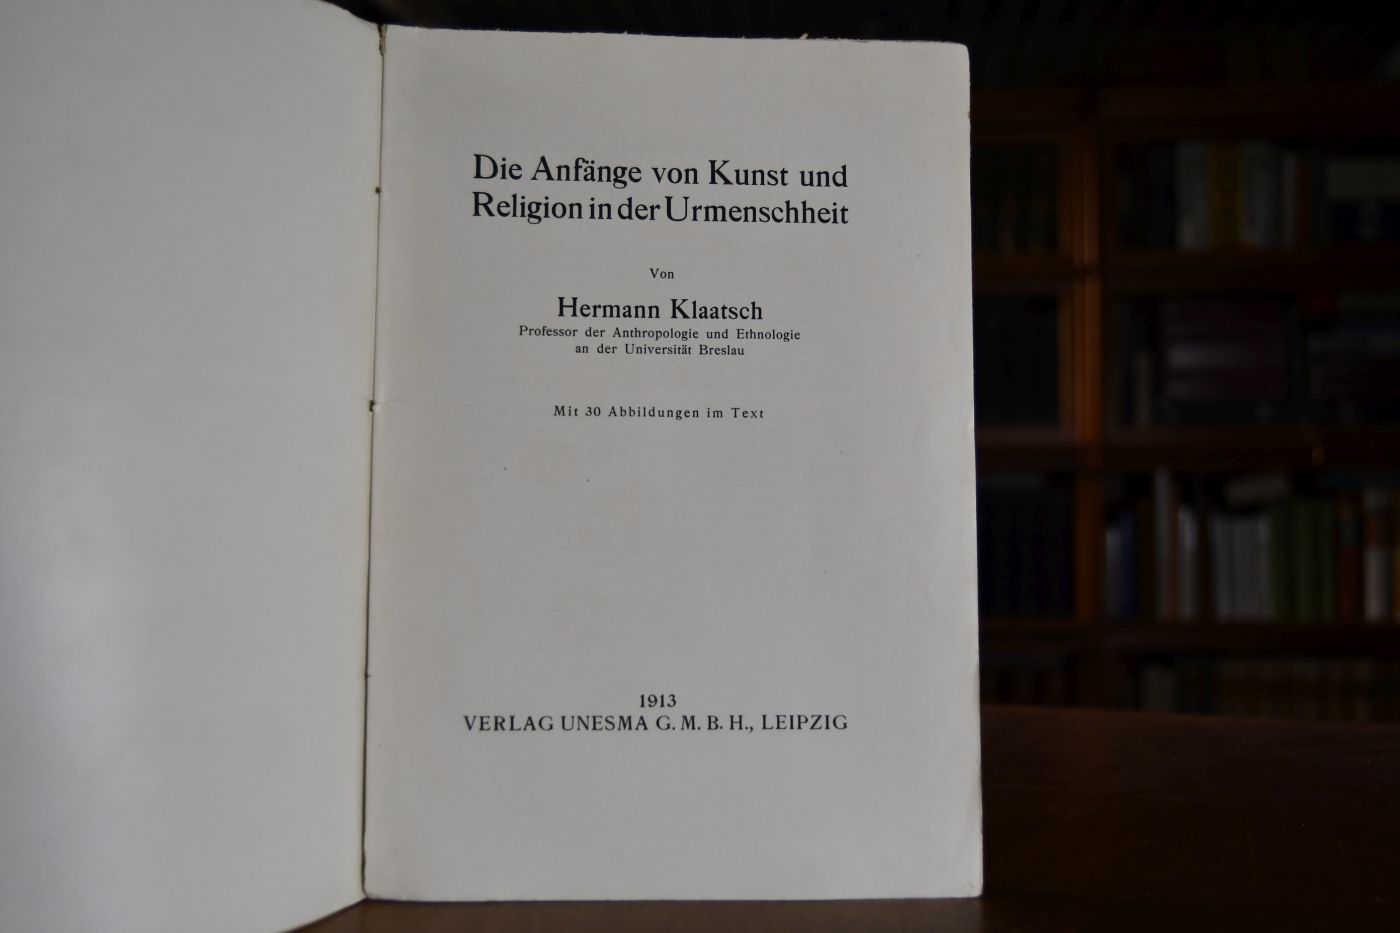 Die Anfänge von Kunst und
Religion in der Urmenschheit
Von
Hermann Klaatsch
Professor der Anthropologie und Ethnologie
an der Universität Breslau
Mit 30 Abbildungen im Text
1913
VERLAG UNESMA G. M. B. H., LEIPZIG